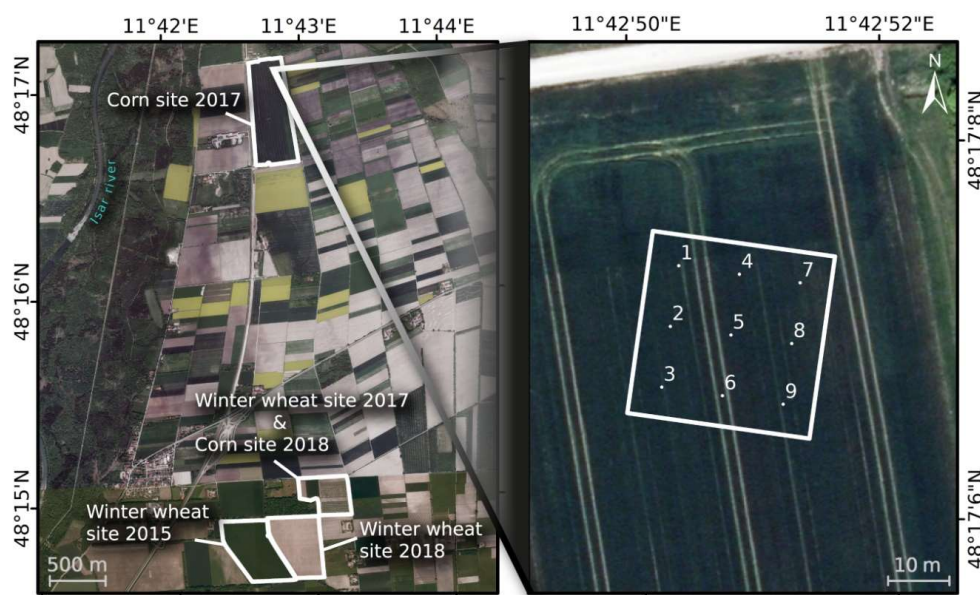 11°42'E
11°43'E
11°44'E
11°42'50"E
11°42'52"E
48°17'N
48°16'N
48°15'N
Corn site 2017
Isar river
Winter wheat site 2017
&
Corn site 2018
Winter wheat
site 2015
Winter wheat
site 2018
500 m
N
1
4
7
2
5
8
3
6
9
10 m
48°17'8"N
48°17'6"N